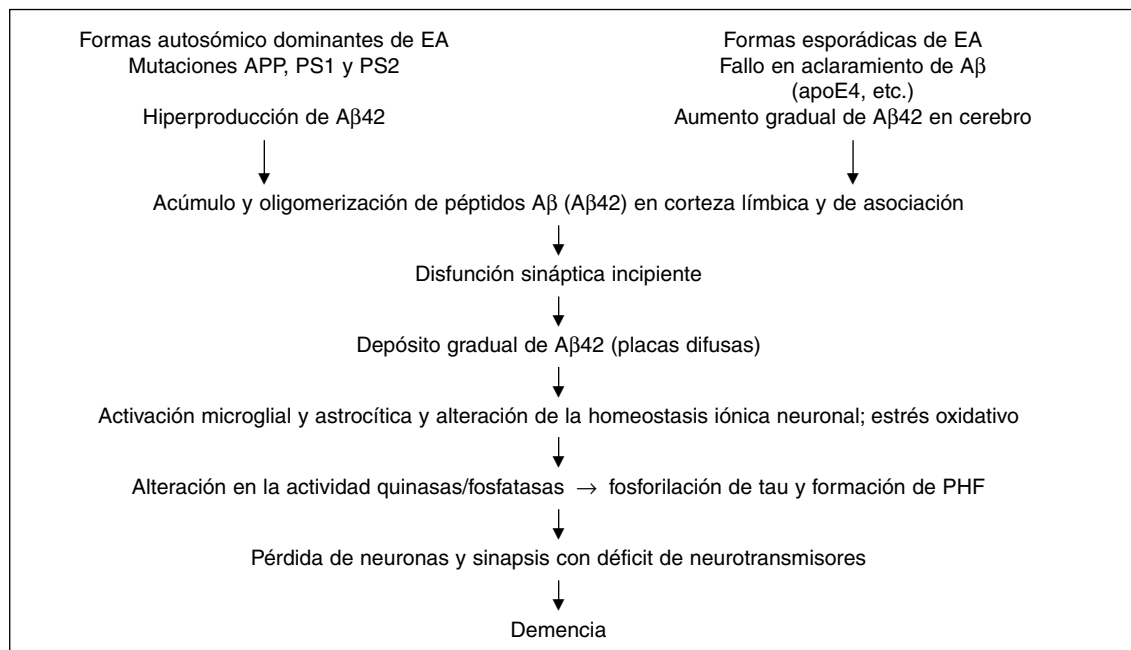 Formas autosómico dominantes de EA
Mutaciones APP, PS1 y PS2
Hiperproducción de Aβ42
Formas esporádicas de EA
Fallo en aclaramiento de Aβ
(apoE4, etc.)
Aumento gradual de Aβ42 en cerebro
Acúmulo y oligomerización de péptidos Aβ (Aβ42) en corteza límbica y de asociación
Disfunción sináptica incipiente
Depósito gradual de Aβ42 (placas difusas)
Activación microglial y astrocítica y alteración de la homeostasis iónica neuronal; estrés oxidativo
Alteración en la actividad quinasas/fosfatasas → fosforilación de tau y formación de PHF
Pérdida de neuronas y sinapsis con déficit de neurotransmisores
Demencia